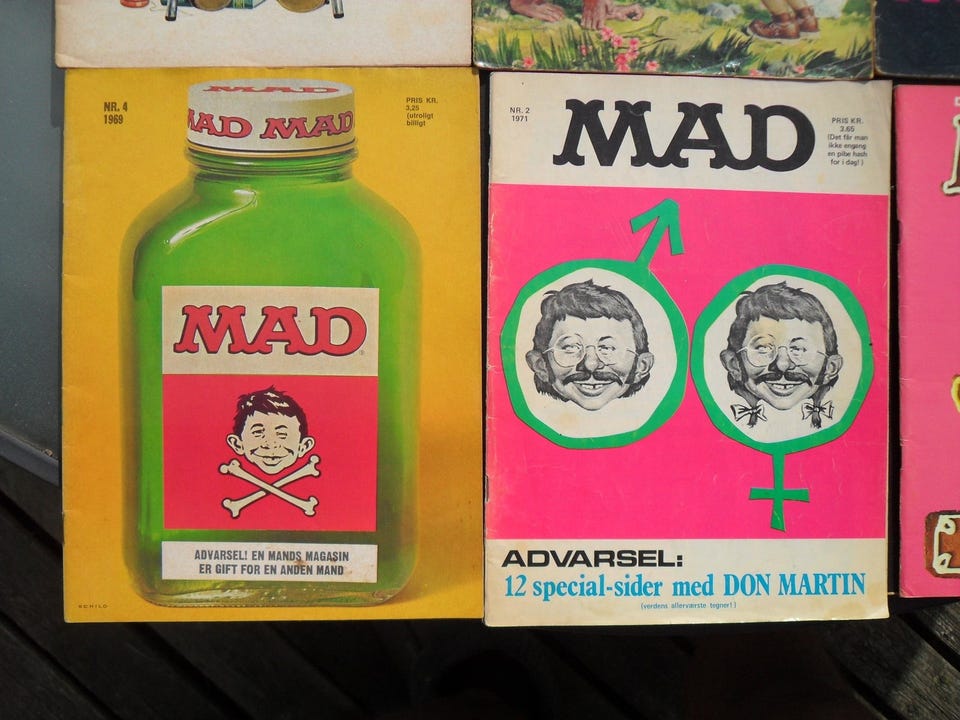 NR. 4
1969
MAD
MAD MAD
PRIS KR.
3,25
(utroligt
billigt
MAD
ADVARSEL! EN MANDS MAGASIN
ER GIFT FOR EN ANDEN MAND
SCHILD
NR. 2
1971
MAD
PRIS KR.
3.65
(Det får man
ikke engang
en pibe hash
for i dag!)
ADVARSEL:
12 special-sider med DON MARTIN
(verdens allerværste tegner!)